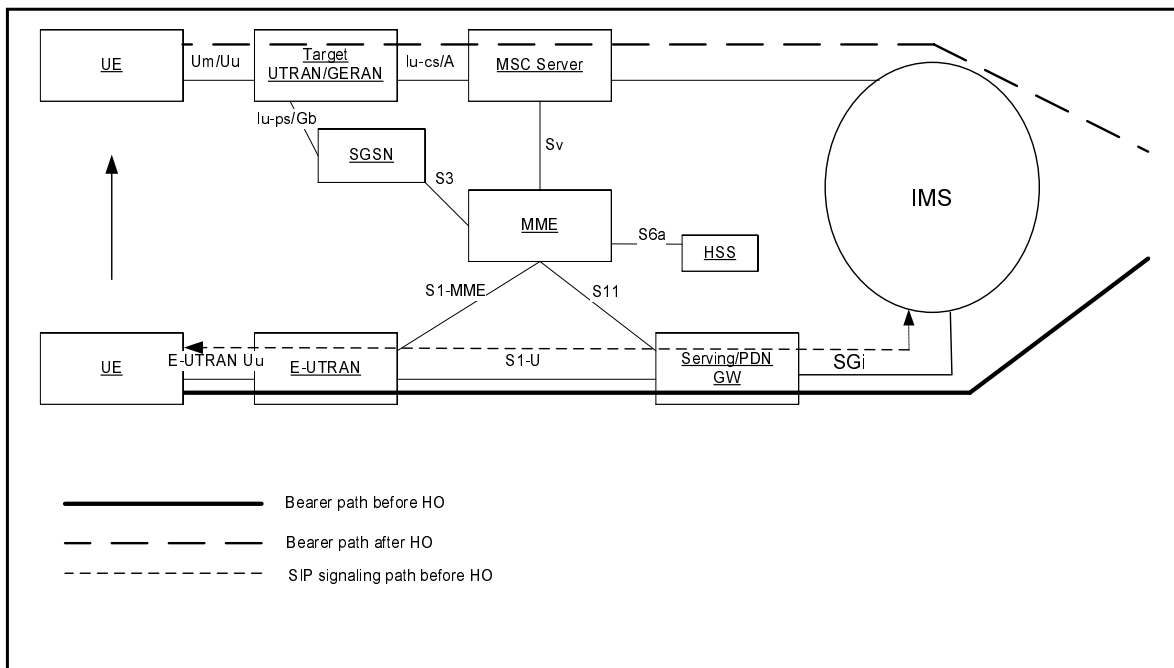 UE
Um/Uu
Target
UTRAN/GERAN
Iu-cs/A
MSC Server
Iu-ps/Gb
SGSN
Sv
S3
MME
IMS
S6a
HSS
S1-MME
S11
UE
E-UTRAN Uu
E-UTRAN
S1-U
Serving/PDN
GW
SGi
Bearer path before HO
Bearer path after HO
SIP signaling path before HO